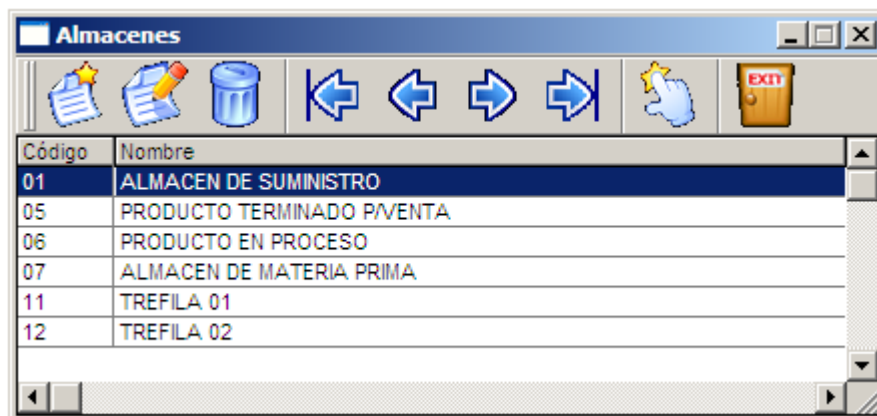 Almacenes
EXIT
Código Nombre
01 ALMACEN DE SUMINISTRO
05 PRODUCTO TERMINADO P/VENTA
06 PRODUCTO EN PROCESO
07 ALMACEN DE MATERIA PRIMA
11 TREFILA 01
12 TREFILA 02